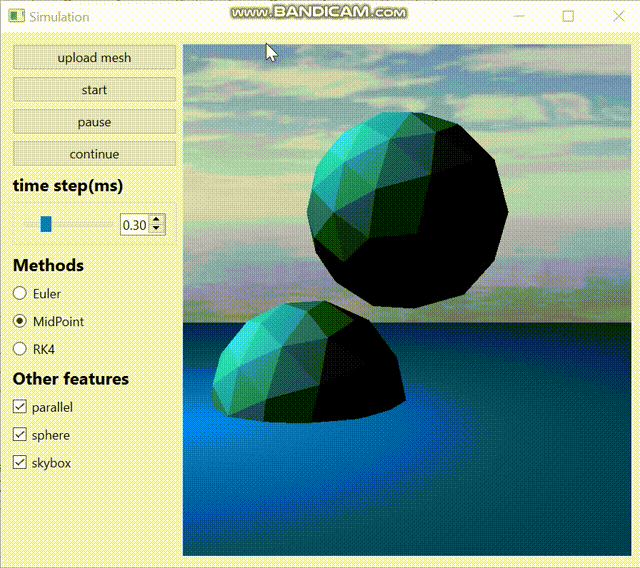 www.BANDICAM.com
Simulation
upload mesh
start
pause
continue
time step(ms)
0.30
Methods
Euler
MidPoint
RK4
Other features
parallel
sphere
skybox